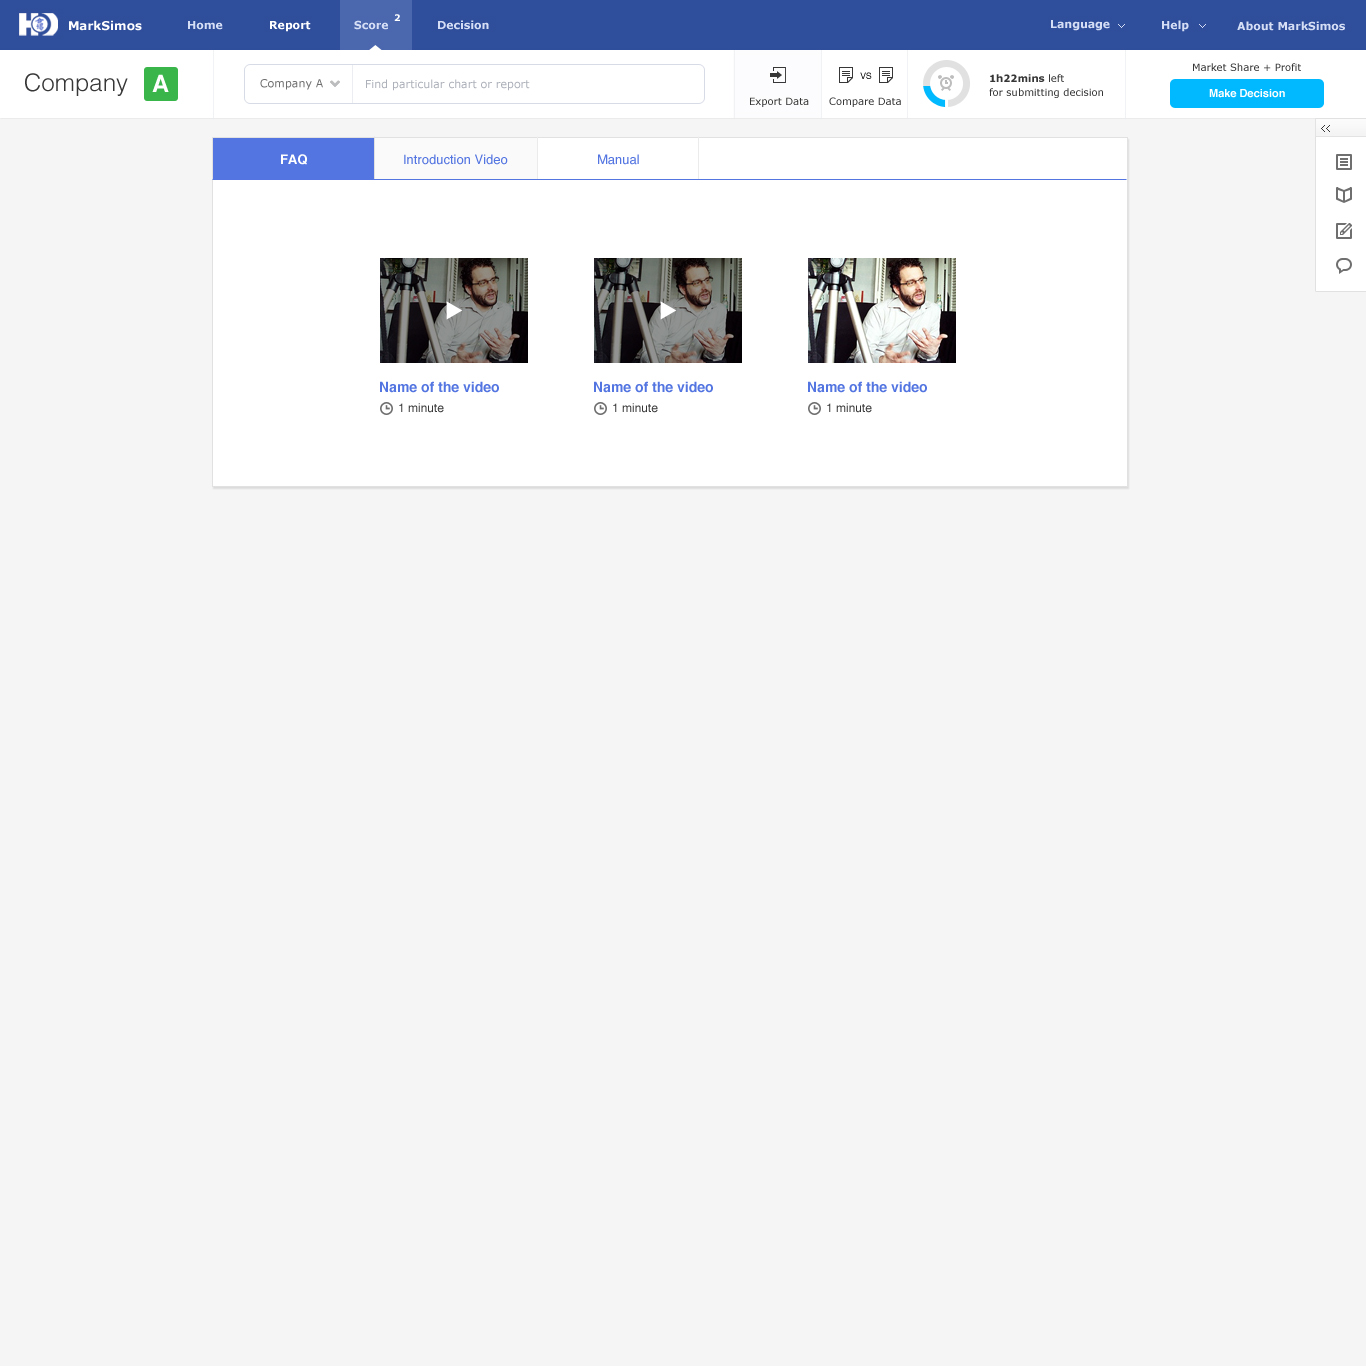 MarkSimos
Home
Report
Score 2
Decision
Language
Help
About MarkSimos
Company A
Company A
Find particular chart or report
Export Data
vs
Compare Data
1h22mins left
for submitting decision
Market Share + Profit
Make Decision
FAQ
Introduction Video
Manual
Name of the video
1 minute
Name of the video
1 minute
Name of the video
1 minute